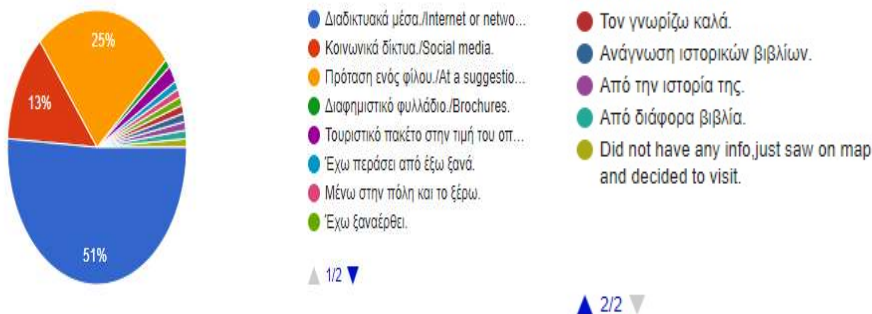 25%
13%
51%
Διαδικτυακά μέσα./Internet or netwo…
Κοινωνικά δίκτυα./Social media.
Πρόταση ενός φίλου./At a suggestio…
Διαφημιστικό φυλλάδιο./Brochures.
Τουριστικό πακέτο στην τιμή του οπ…
Έχω περάσει από έξω ξανά.
Μένω στην πόλη και το ξέρω.
Έχω ξαναέρθει.
1/2
Τον γνωρίζω καλά.
Ανάγνωση ιστορικών βιβλίων.
Από την ιστορία της.
Από διάφορα βιβλία.
Did not have any info,just saw on map
and decided to visit.
2/2